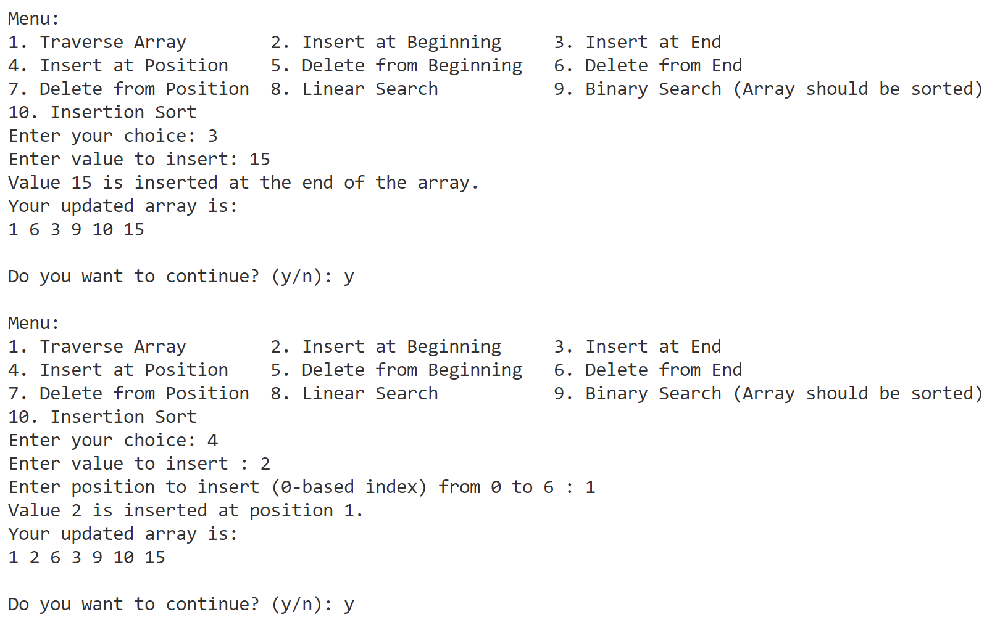 Menu:
1. Traverse Array        2. Insert at Beginning     3. Insert at End
4. Insert at Position    5. Delete from Beginning   6. Delete from End
7. Delete from Position  8. Linear Search           9. Binary Search (Array should be sorted)
10. Insertion Sort
Enter your choice: 3
Enter value to insert: 15
Value 15 is inserted at the end of the array.
Your updated array is:
1 6 3 9 10 15

Do you want to continue? (y/n): y

Menu:
1. Traverse Array        2. Insert at Beginning     3. Insert at End
4. Insert at Position    5. Delete from Beginning   6. Delete from End
7. Delete from Position  8. Linear Search           9. Binary Search (Array should be sorted)
10. Insertion Sort
Enter your choice: 4
Enter value to insert : 2
Enter position to insert (0-based index) from 0 to 6 : 1
Value 2 is inserted at position 1.
Your updated array is:
1 2 6 3 9 10 15

Do you want to continue? (y/n): y